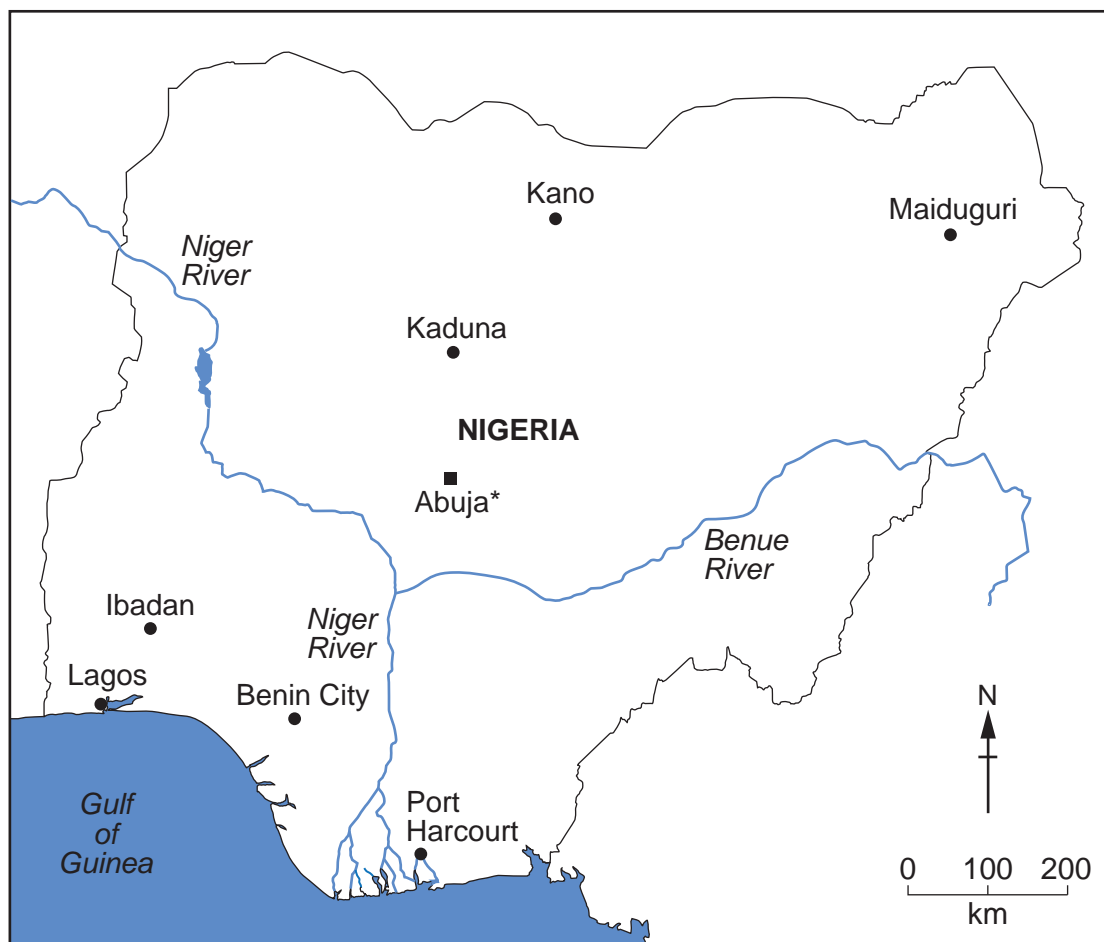 Kano
Maiduguri
Niger
River
Kaduna
NIGERIA
Abuja*
Benue
River
Ibadan
Niger
River
Lagos
Benin City
N
Gulf
of
Guinea
Port
Harcourt
0 100 200
km